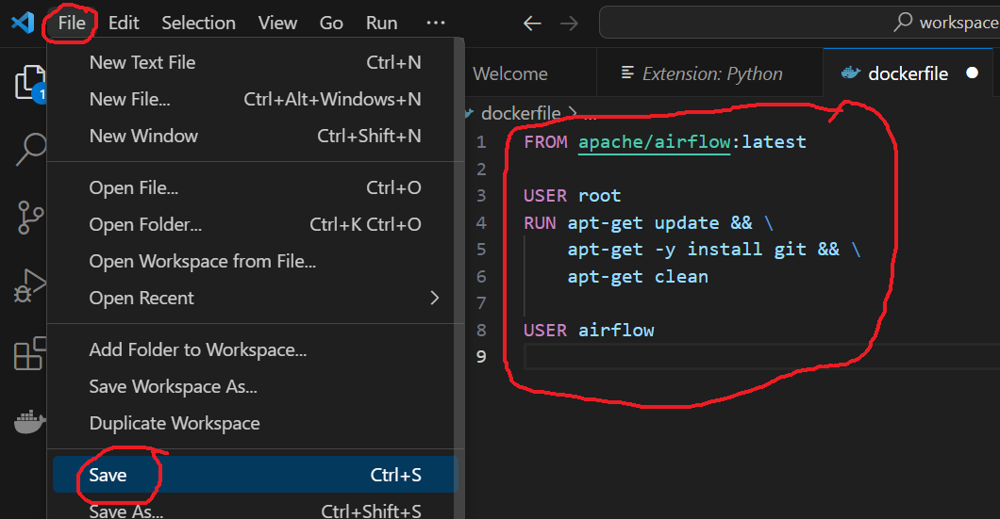 File Edit Selection View Go Run ...
workspace
New Text File Ctrl+N
New File... Ctrl+Alt+Windows+N
New Window Ctrl+Shift+N
Open File... Ctrl+O
Open Folder... Ctrl+K Ctrl+O
Open Workspace from File...
Open Recent
Add Folder to Workspace...
Save Workspace As...
Duplicate Workspace
Save Ctrl+S
Save As... Ctrl+Shift+S
1
Welcome
Extension: Python
dockerfile
dockerfile > ...
1 FROM apache/airflow:latest
2
3 USER root
4 RUN apt-get update && \
5 apt-get -y install git && \
6 apt-get clean
7
8 USER airflow
9